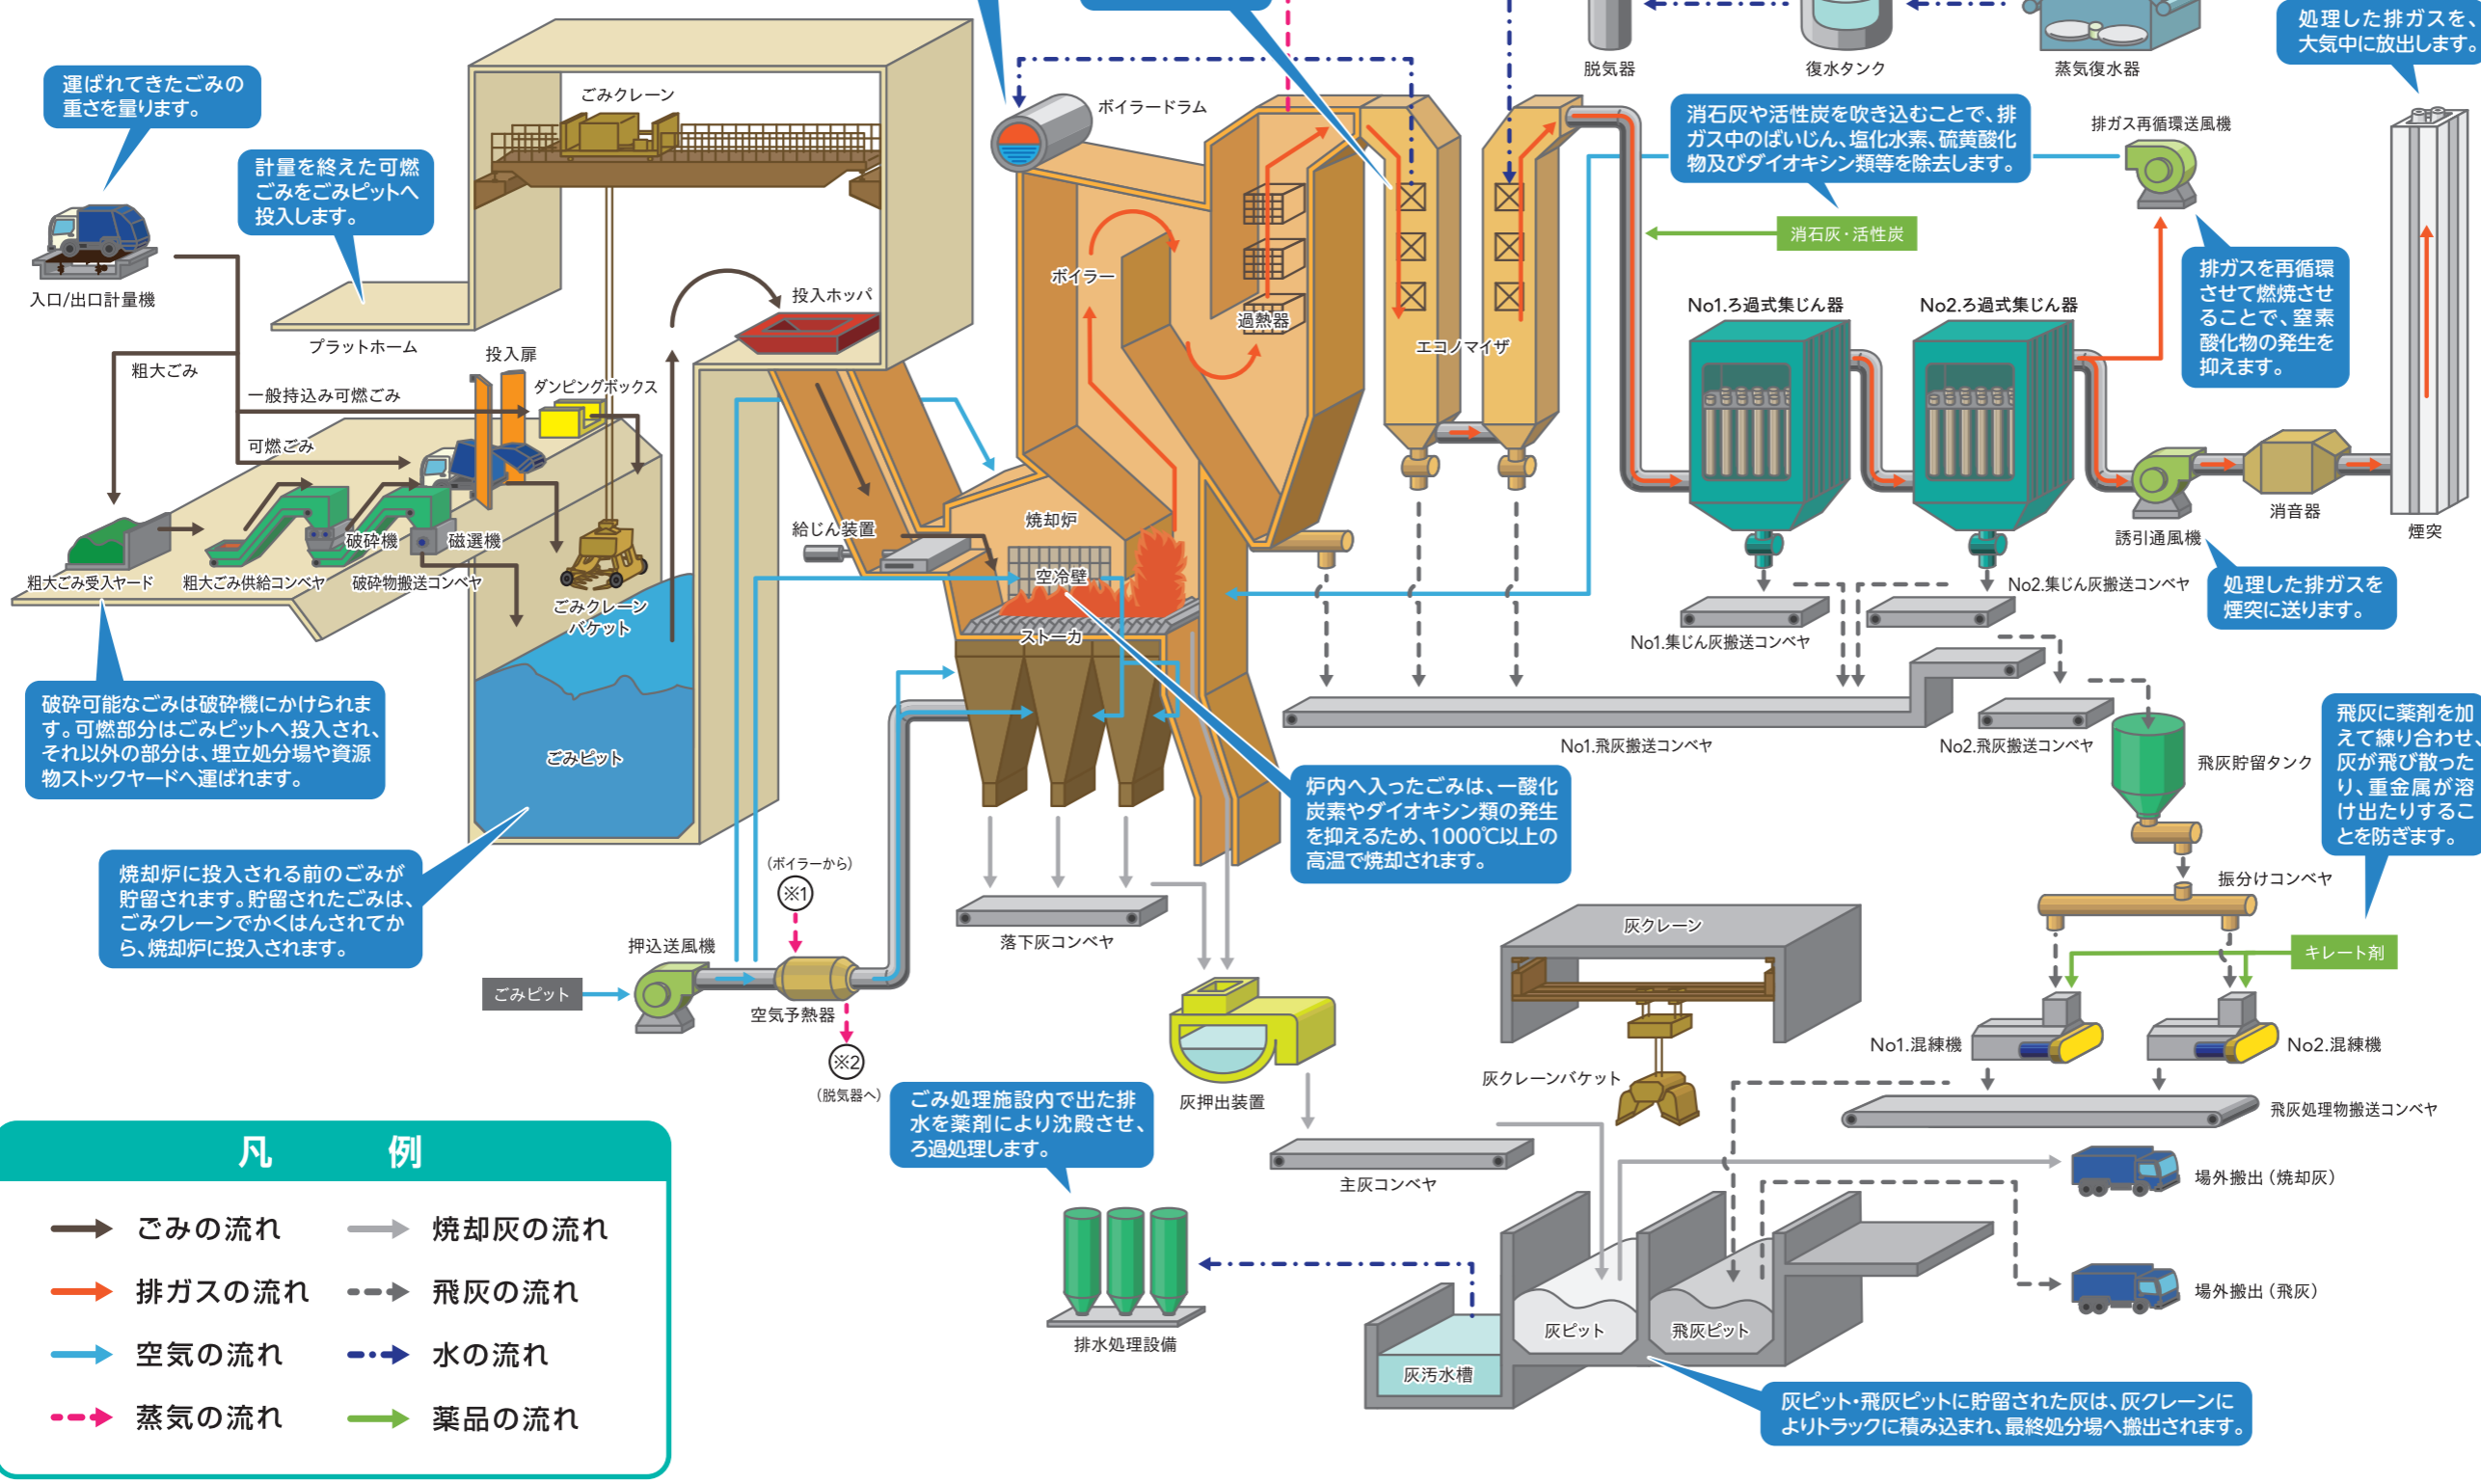 処理した排ガスを、
大気中に放出します。
脱気器
復水タンク
蒸気復水器
運ばれてきたごみの
重さを量ります。
ごみクレーン
ボイラードラム
消石灰や活性炭を吹き込むことで、排
ガス中のばいじん、塩化水素、硫黄酸化
物及びダイオキシン類等を除去します。
排ガス再循環送風機
計量を終えた可燃
ごみをごみピットへ
投入します。
消石灰・活性炭
入口/出口計量機
プラットホーム
投入ホッパ
ボイラー
過熱器
エコノマイザ
No1.ろ過式集じん器
No2.ろ過式集じん器
排ガスを再循環
させて燃焼させ
ることで、窒素
酸化物の発生を
抑えます。
粗大ごみ
投入扉
ダンピングボックス
一般持込み可燃ごみ
可燃ごみ
給じん装置
焼却炉
消音器
誘引通風機
煙突
破砕機
磁選機
粗大ごみ受入ヤード
粗大ごみ供給コンベヤ
破砕物搬送コンベヤ
ごみクレーン
バケット
空冷壁
ストーカ
No2.集じん灰搬送コンベヤ
処理した排ガスを
煙突に送ります。
No1.集じん灰搬送コンベヤ
破砕可能なごみは破砕機にかけられま
す。可燃部分はごみピットへ投入され、
それ以外の部分は、埋立処分場や資源
物ストックヤードへ運ばれます。
ごみピット
No1.飛灰搬送コンベヤ
No2.飛灰搬送コンベヤ
飛灰貯留タンク
飛灰に薬剤を加
えて練り合わせ、
灰が飛び散った
り、重金属が溶
け出たりするこ
とを防ぎます。
炉内へ入ったごみは、一酸化
炭素やダイオキシン類の発生
を抑えるため、1000℃以上の
高温で焼却されます。
焼却炉に投入される前のごみが
貯留されます。貯留されたごみは、
ごみクレーンでかくはんされてか
ら、焼却炉に投入されます。
(ボイラーから)
※1
振分けコンベヤ
押込送風機
落下灰コンベヤ
灰クレーン
キレート剤
ごみピット
空気予熱器
※2
(脱気器へ)
No1.混練機
No2.混練機
灰クレーンバケット
灰押出装置
飛灰処理物搬送コンベヤ
ごみ処理施設内で出た排
水を薬剤により沈殿させ、
ろ過処理します。
主灰コンベヤ
場外搬出(焼却灰)
場外搬出(飛灰)
排水処理設備
灰ピット
飛灰ピット
灰汚水槽
灰ピット・飛灰ピットに貯留された灰は、灰クレーンに
よりトラックに積み込まれ、最終処分場へ搬出されます。
凡 例
ごみの流れ
焼却灰の流れ
排ガスの流れ
飛灰の流れ
空気の流れ
水の流れ
蒸気の流れ
薬品の流れ